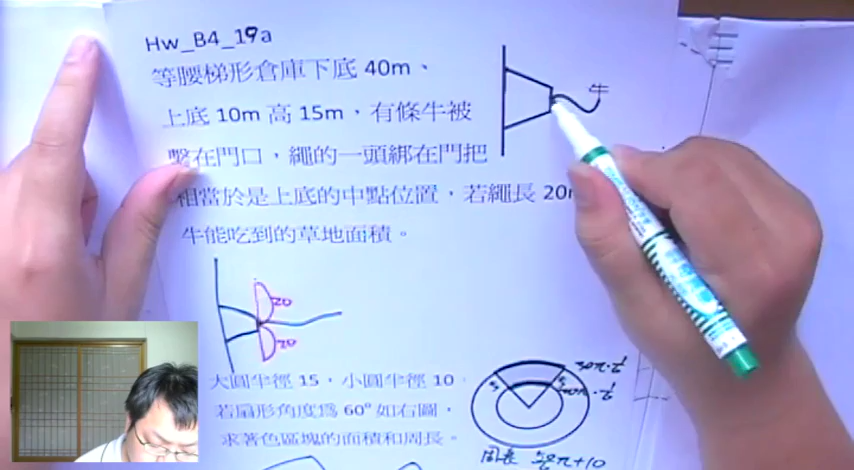 Hw_B4_19a
等腰梯形倉庫下底 40m、
上底 10m 高 15m，有條牛被
繫在門口，繩的一頭綁在門把
相當於是上底的中點位置，若繩長 20
牛能吃到的草地面積。
牛
20
20
大圓半徑 15，小圓半徑 10
若扇形角度為 60° 如右圖，
求著色區塊的面積和周長。
周長